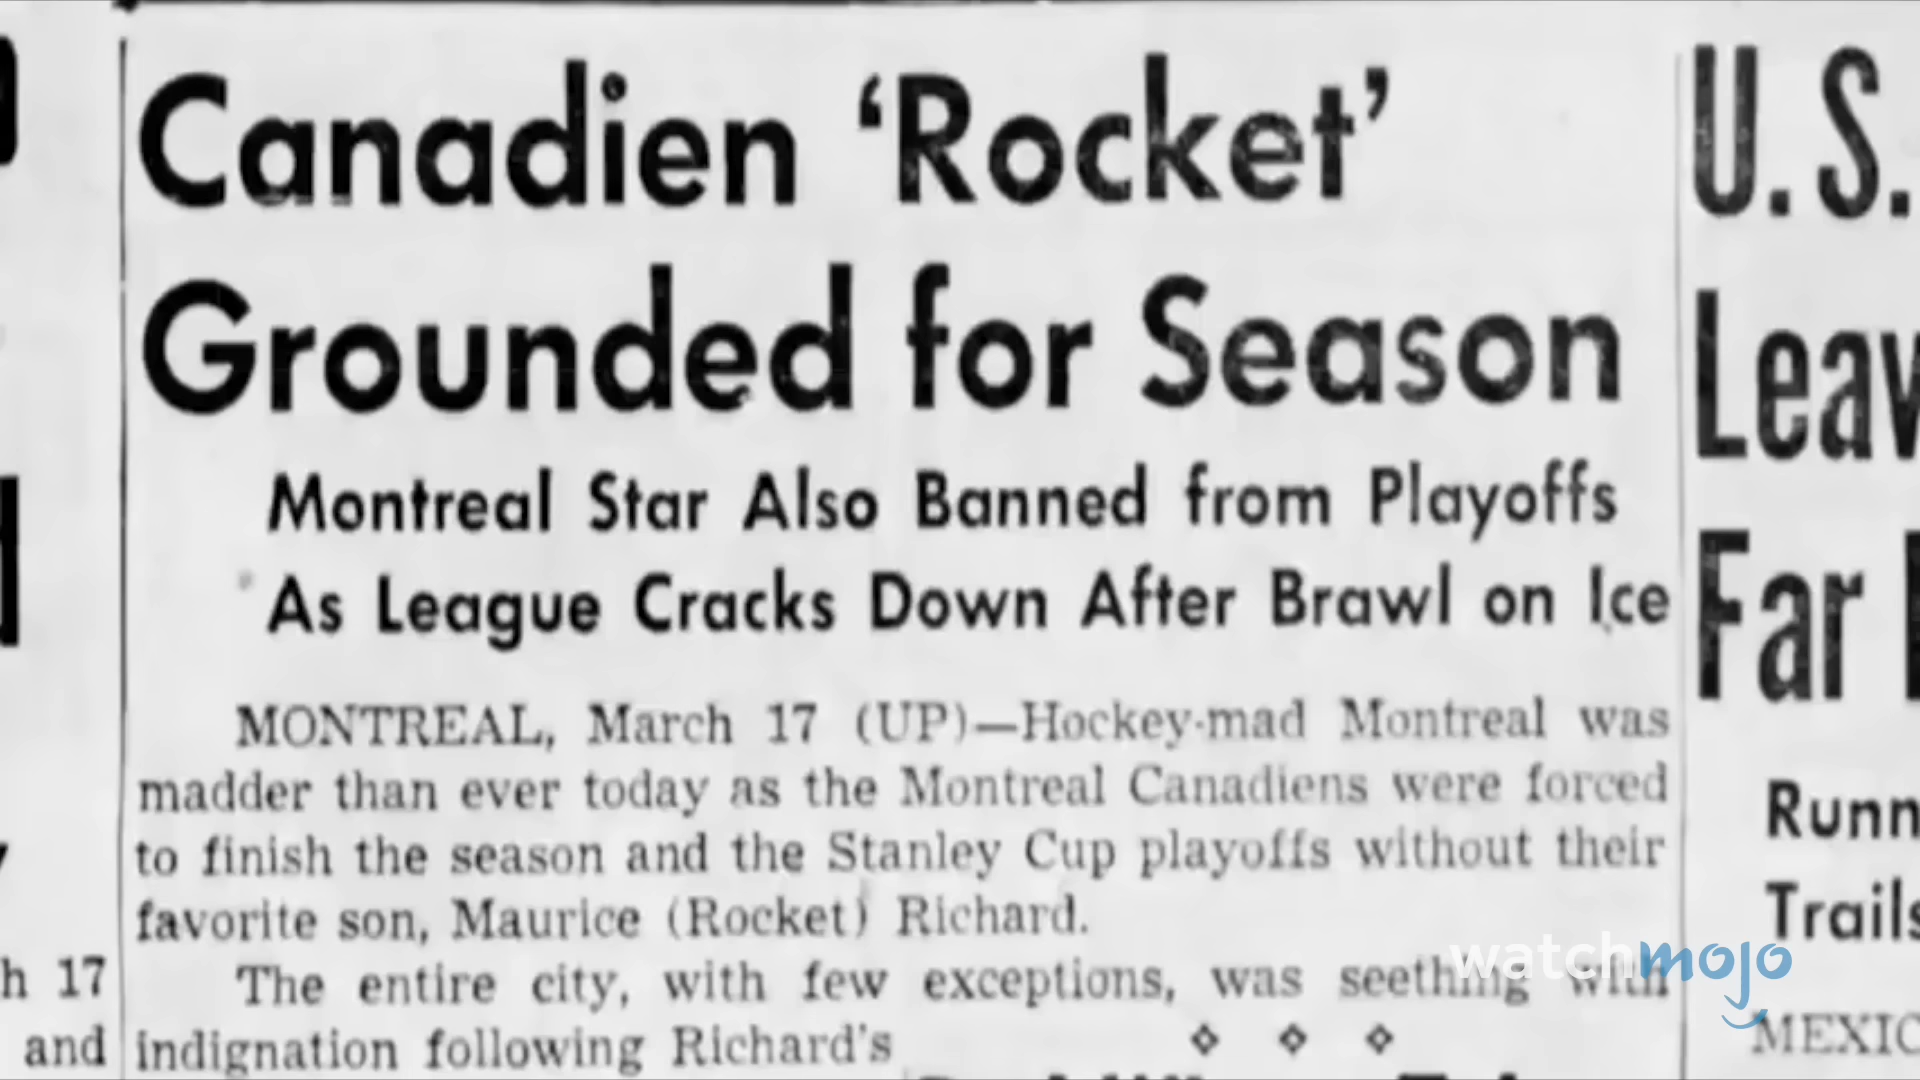 Canadien ‘Rocket’
Grounded for Season
Montreal Star Also Banned from Playoffs
As League Cracks Down After Brawl on Ice
MONTREAL, March 17 (UP)—Hockey-mad Montreal was
madder than ever today as the Montreal Canadiens were forced
to finish the season and the Stanley Cup playoffs without their
favorite son, Maurice (Rocket) Richard.
The entire city, with few exceptions, was seething with
indignation following Richard's
h 17
and
U.S.
Leav
Far
Runn
Trails
MEXIC
watchmojo